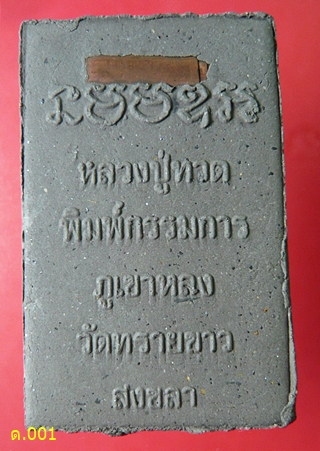 หลวงปู่ทวด
พิมพ์กรรมการ
ภูเขาหลง
วัดทรายขาว
สงขลา
ด.001